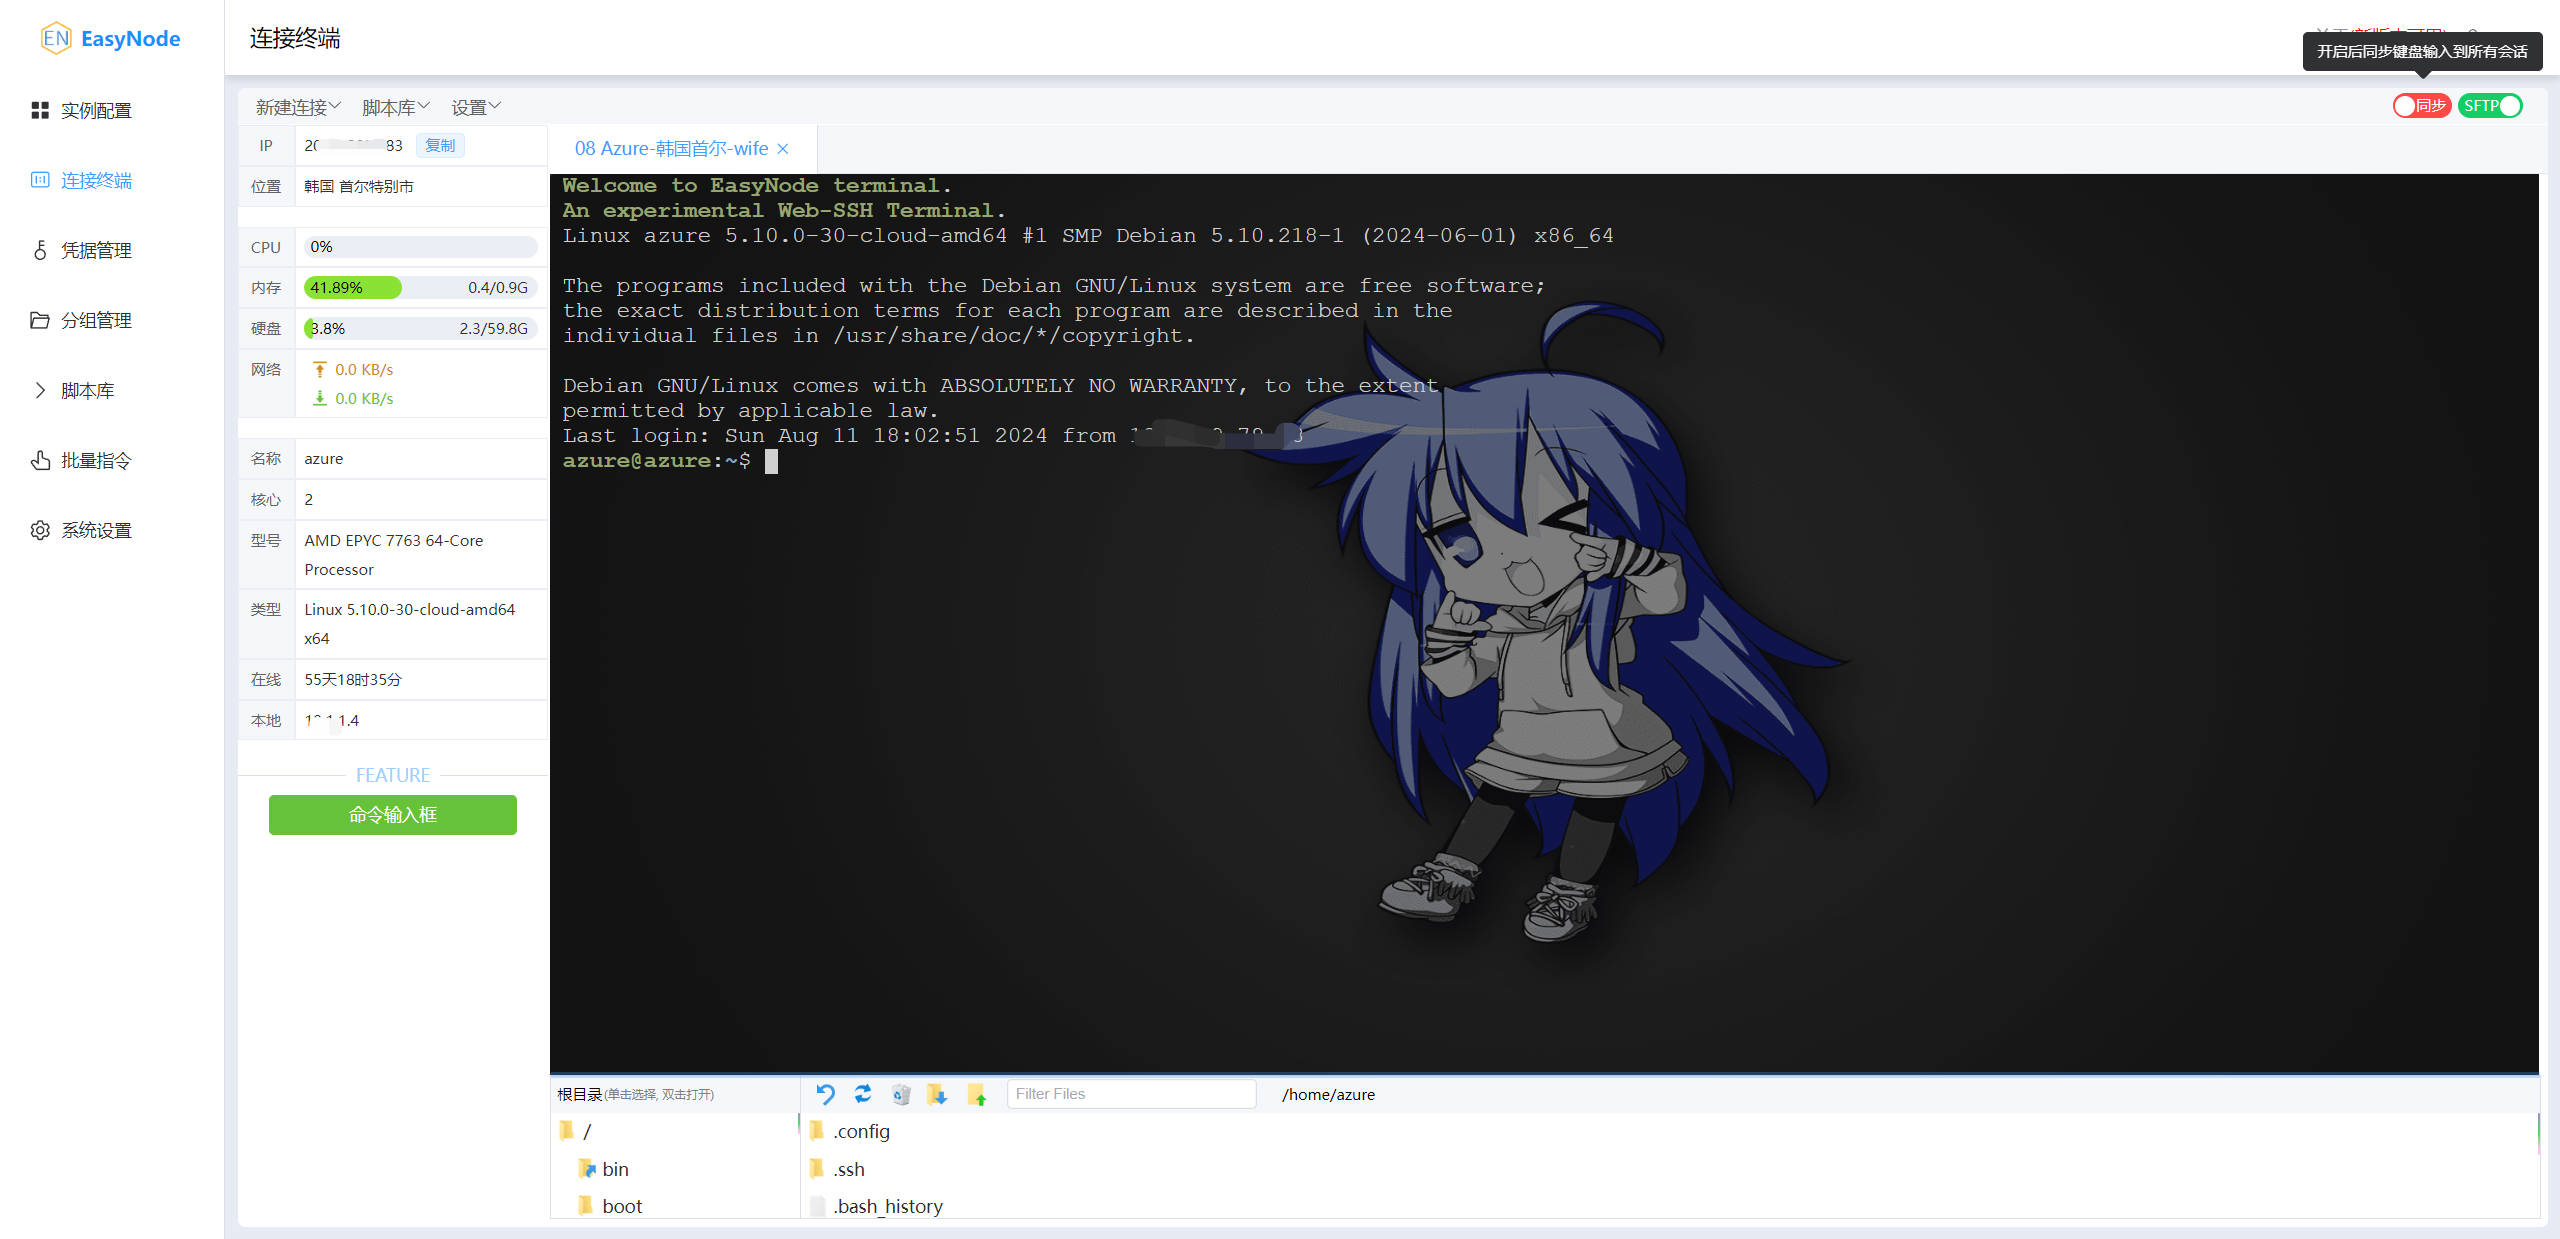 EN EasyNode
连接终端
(新版本可用)
开启后同步键盘输入到所有会话
实例配置
连接终端
凭据管理
分组管理
脚本库
批量指令
系统设置
新建连接 脚本库 设置
同步 SFTP
IP 复制
位置 韩国 首尔特别市
CPU 0%
内存 41.89% 0.4/0.9G
硬盘 3.8% 2.3/59.8G
网络 0.0 KB/s
0.0 KB/s
名称 azure
核心 2
型号 AMD EPYC 7763 64-Core
Processor
类型 Linux 5.10.0-30-cloud-amd64
x64
在线 55天18时35分
本地
FEATURE
命令输入框
08 Azure-韩国首尔-wife
Welcome to EasyNode terminal.
An experimental Web-SSH Terminal.
Linux azure 5.10.0-30-cloud-amd64 #1 SMP Debian 5.10.218-1 (2024-06-01) x86_64
The programs included with the Debian GNU/Linux system are free software;
the exact distribution terms for each program are described in the
individual files in /usr/share/doc/*/copyright.
Debian GNU/Linux comes with ABSOLUTELY NO WARRANTY, to the extent
permitted by applicable law.
Last login: Sun Aug 11 18:02:51 2024 from
azure@azure:~$
根目录(单击选择, 双击打开)
Filter Files /home/azure
/
bin
boot
.config
.ssh
.bash_history